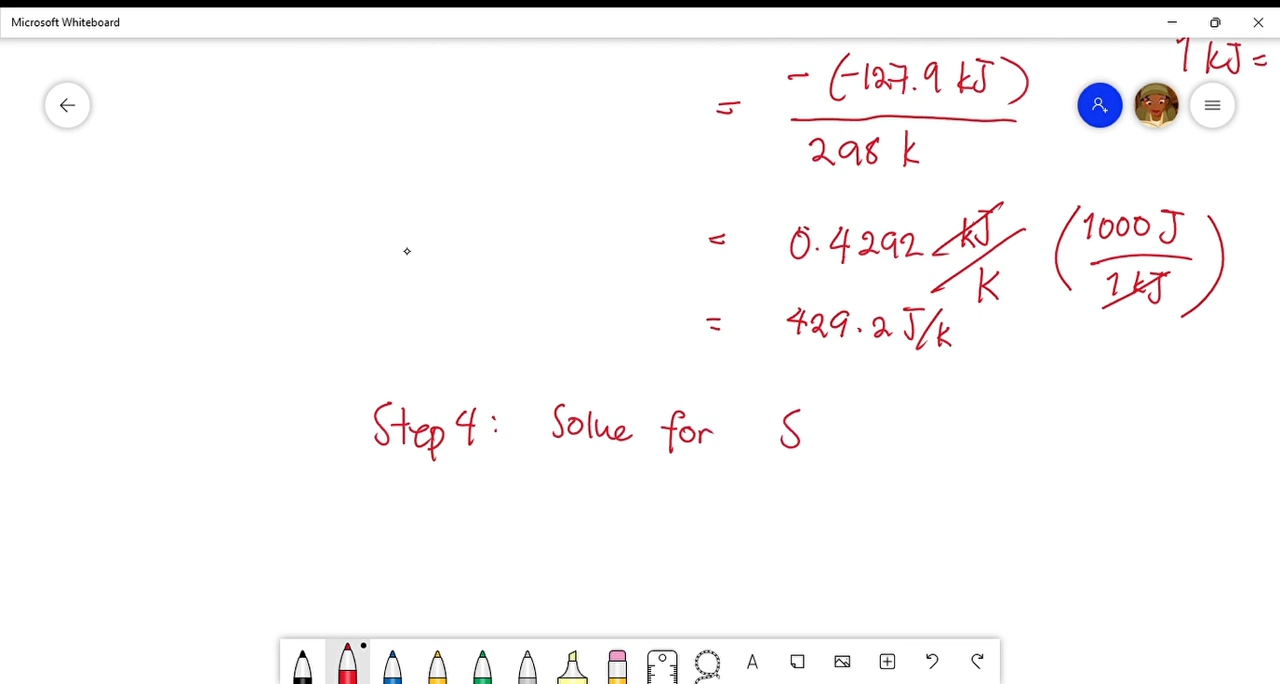 Microsoft Whiteboard
1 kJ =
= - (-127.9 kJ) / 298 k
= 0.4292 kJ/K (1000 J / 1 kJ)
= 429.2 J/k
Step 4: Solve for S
A